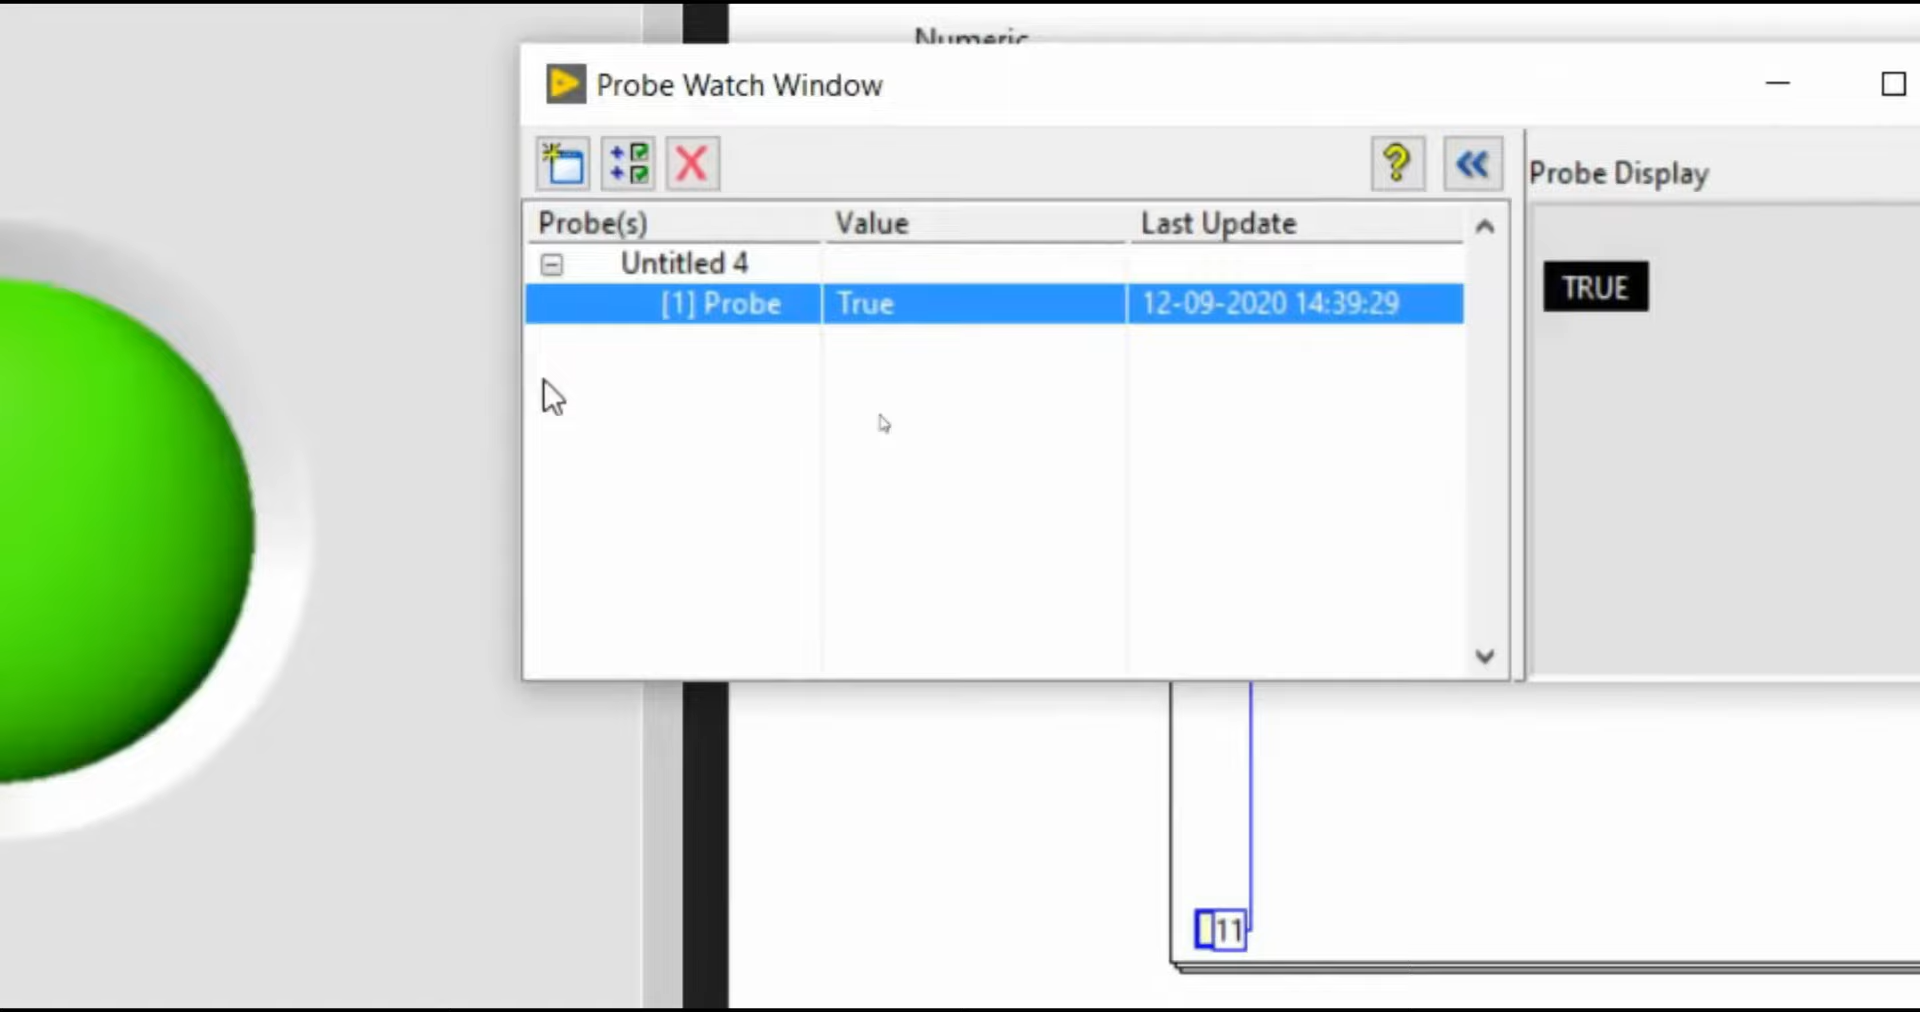 Numeric
Probe Watch Window
Probe Display
Probe(s) Value Last Update
Untitled 4
[1] Probe True 12-09-2020 14:39:29
TRUE
11